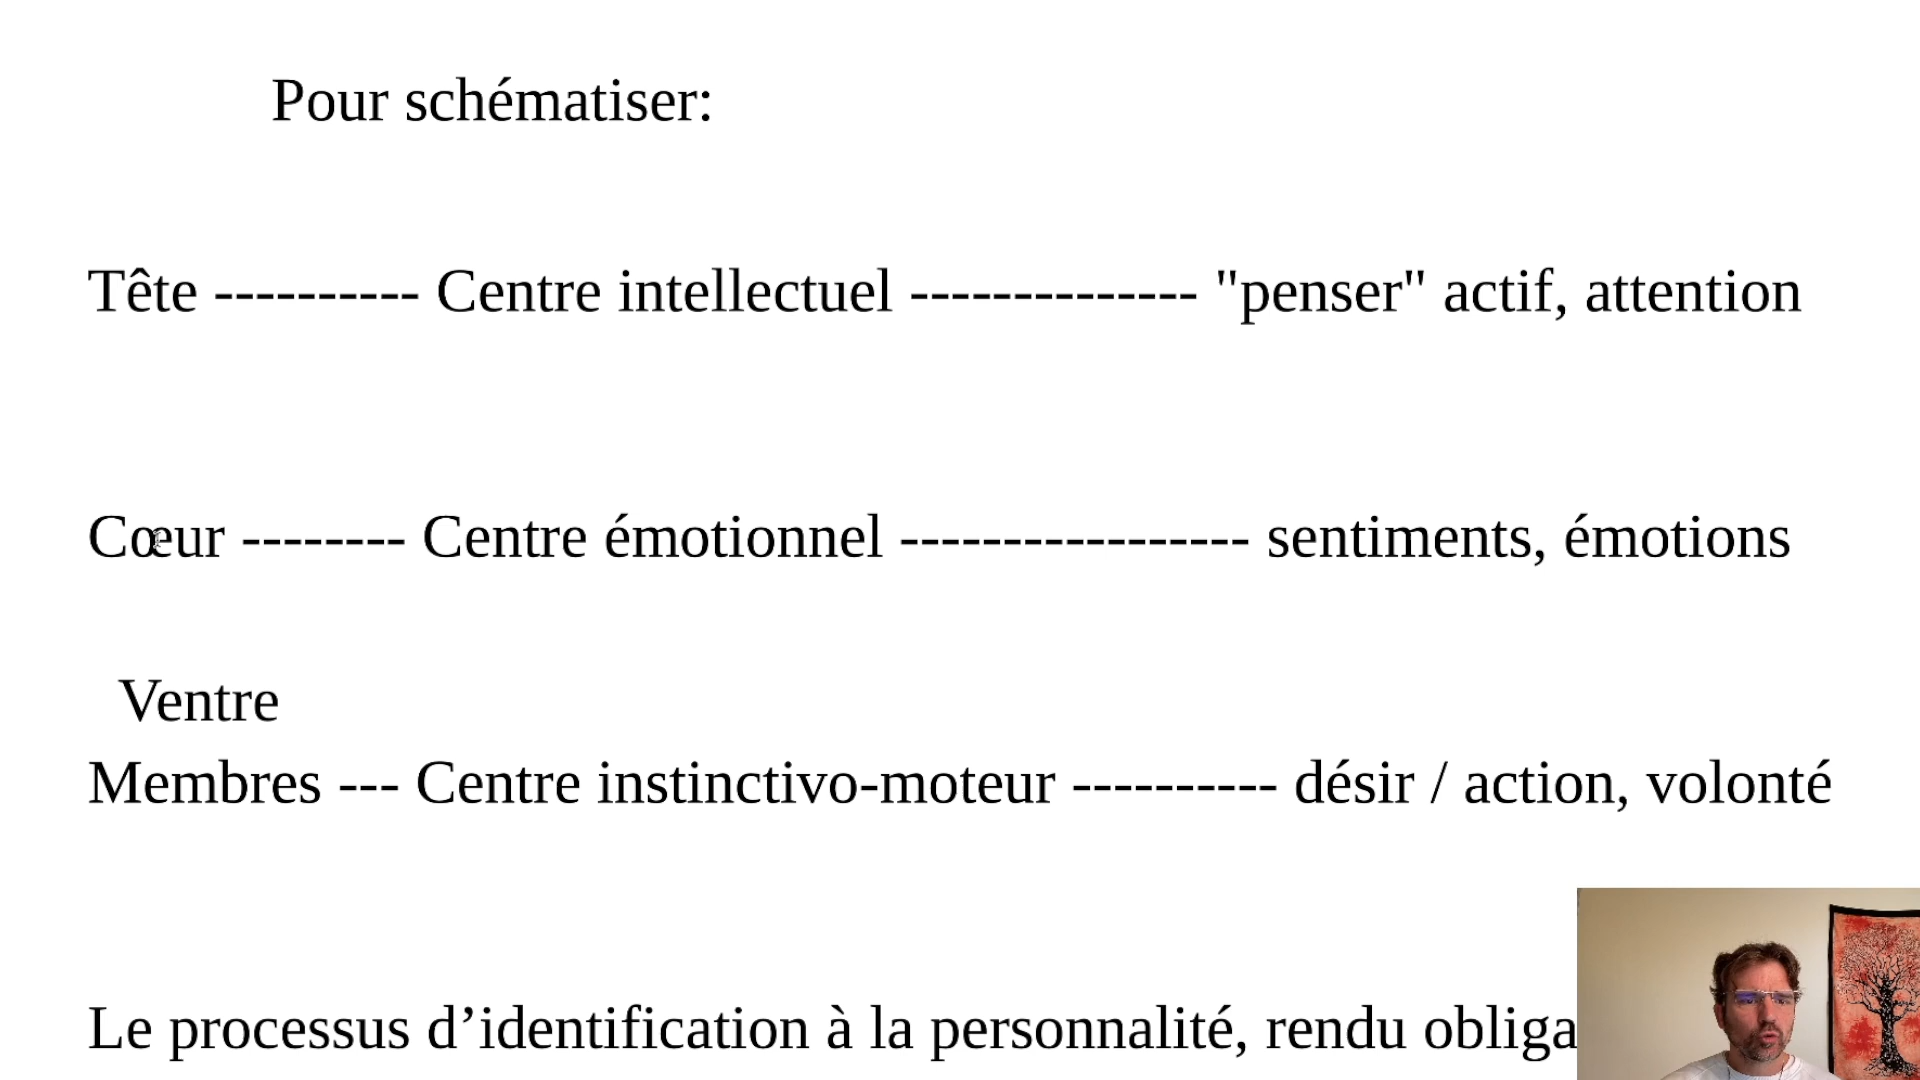 Pour schématiser:
Tête ---------- Centre intellectuel -------------- "penser" actif, attention
Cœur -------- Centre émotionnel ----------------- sentiments, émotions
Ventre
Membres --- Centre instinctivo-moteur ---------- désir / action, volonté
Le processus d’identification à la personnalité, rendu obliga